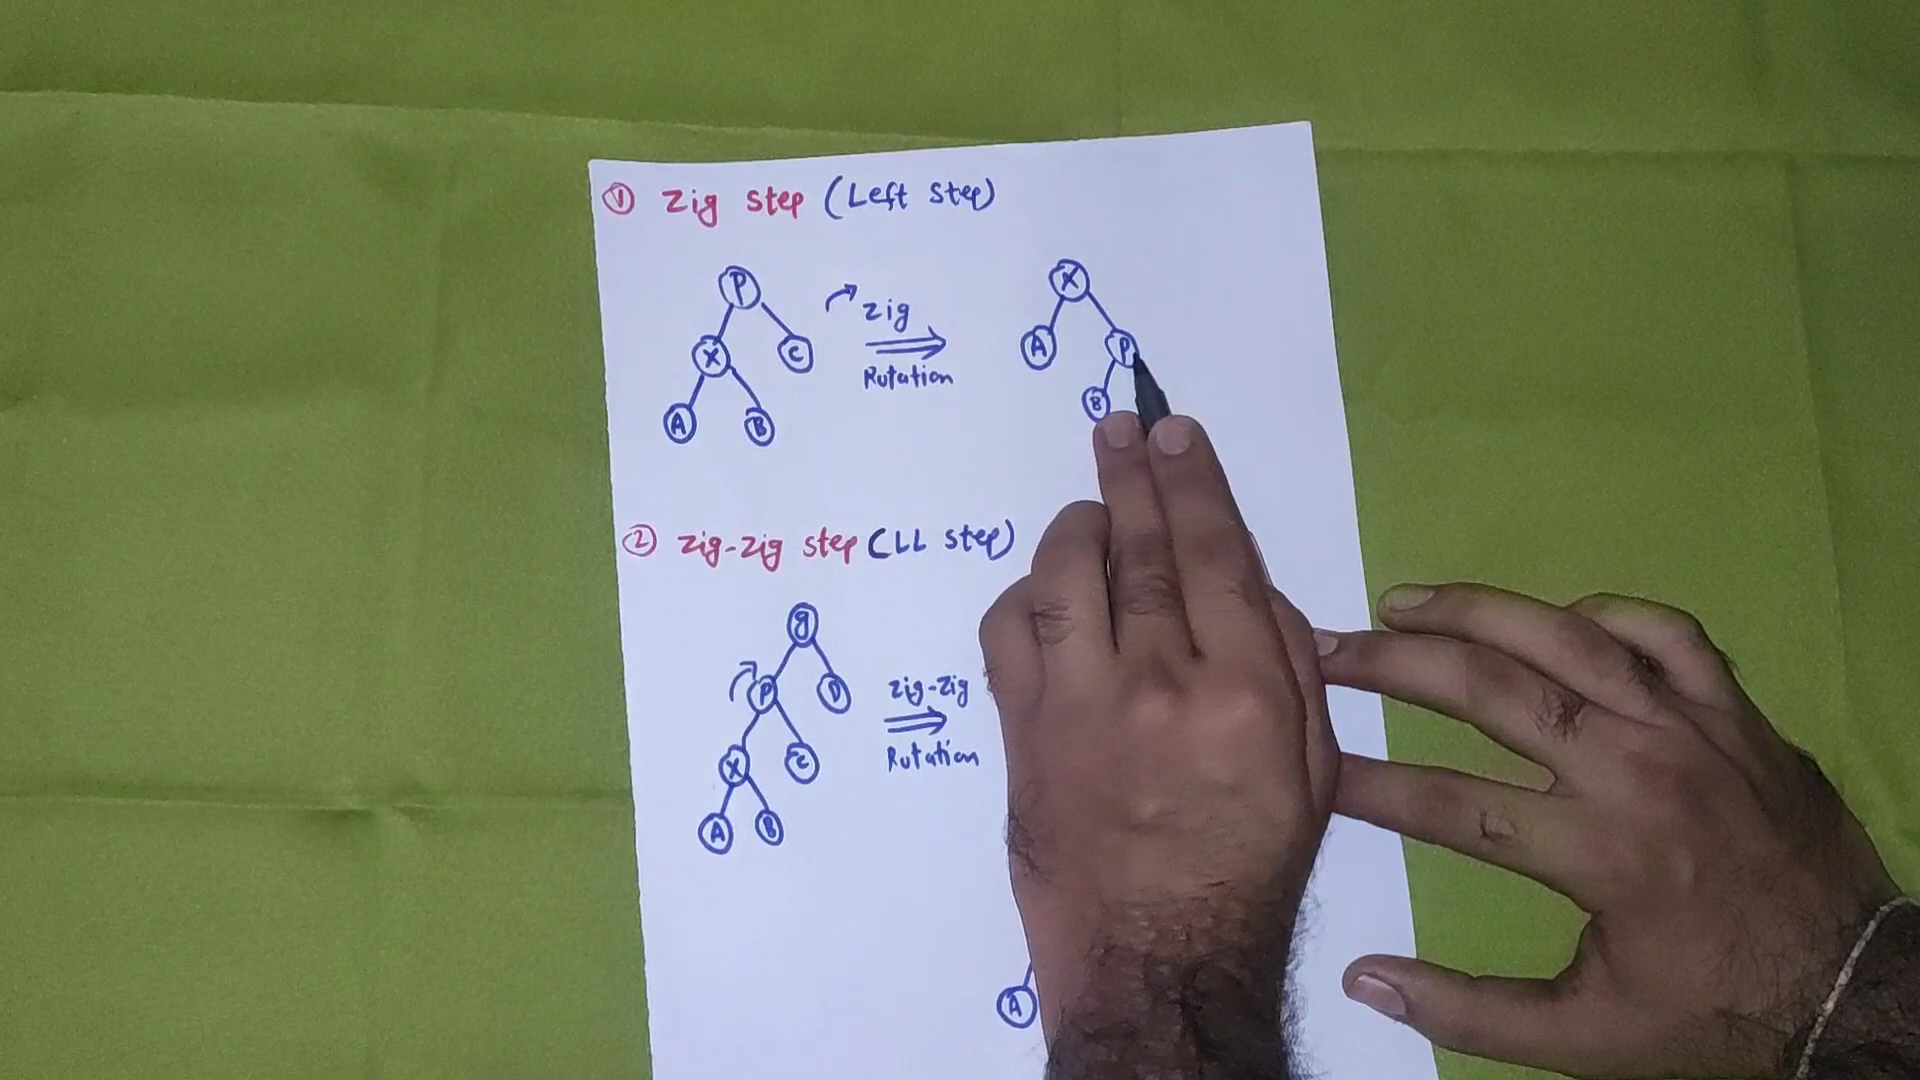 ① Zig step (Left step)
P
X
C
A
B
Zig
Rotation
X
A
P
B
② Zig-Zig step (LL step)
g
P
D
X
C
A
B
Zig-Zig
Rotation
A